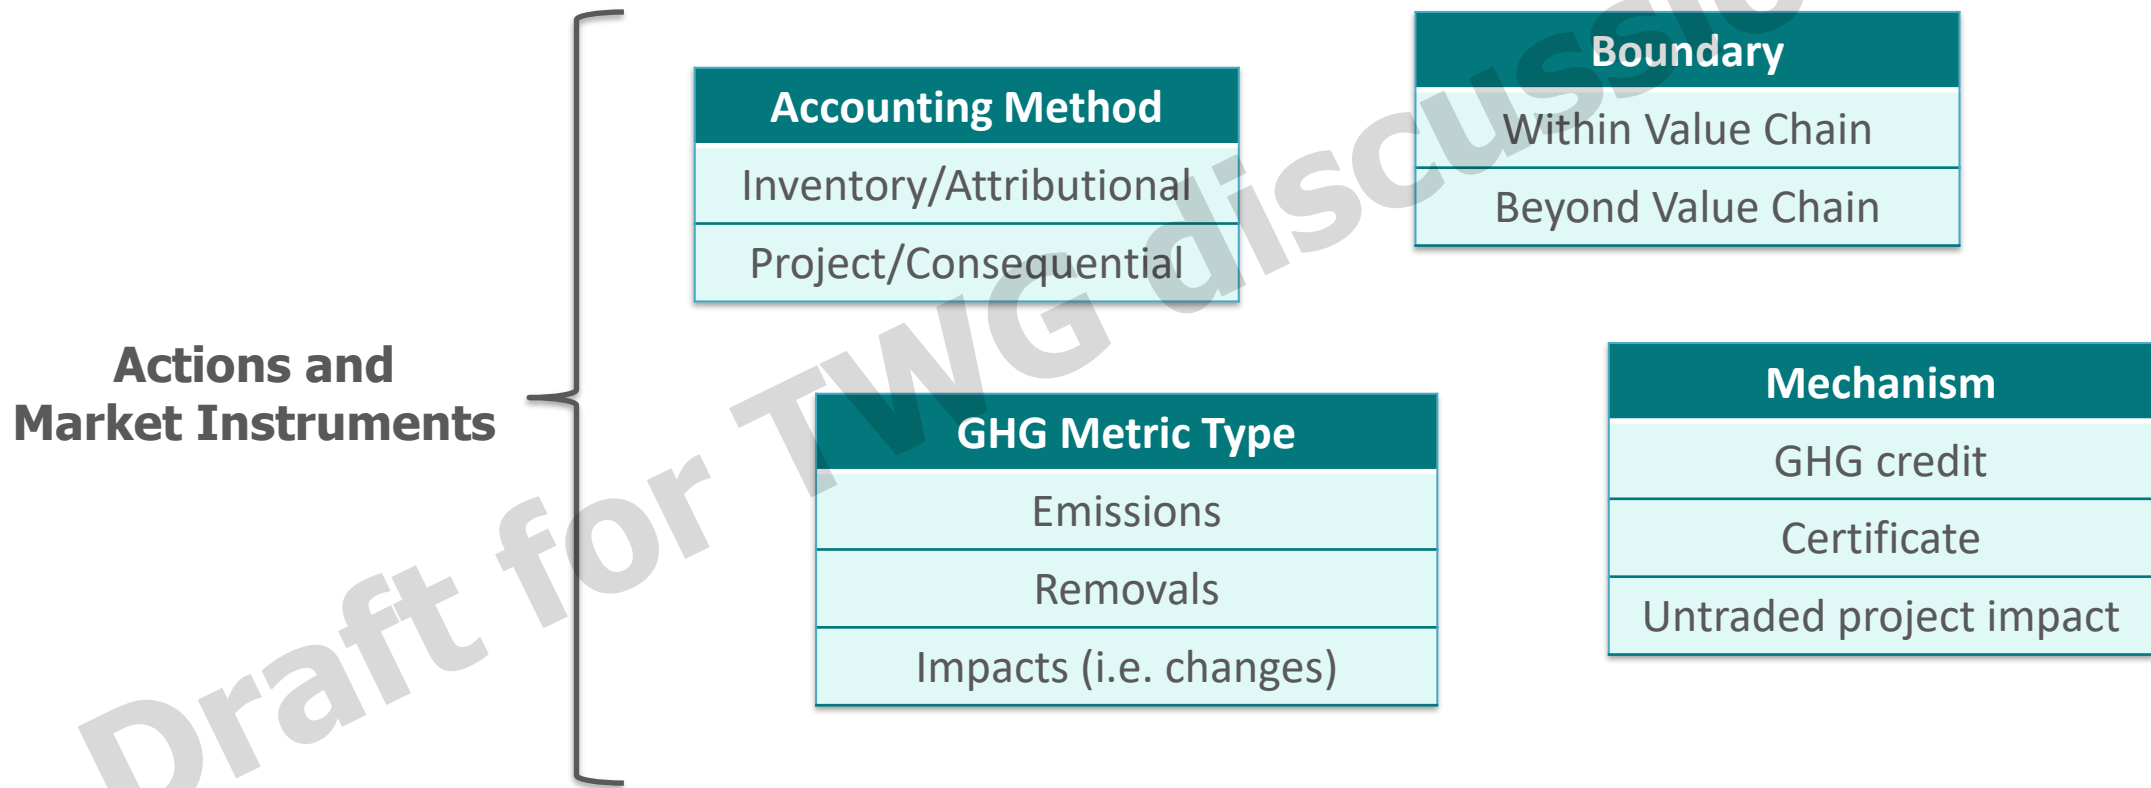 Actions and
Market Instruments
Accounting Method
Inventory/Attributional
Project/Consequential
Boundary
Within Value Chain
Beyond Value Chain
GHG Metric Type
Emissions
Removals
Impacts (i.e. changes)
Mechanism
GHG credit
Certificate
Untraded project impact
Draft for TWG discussio